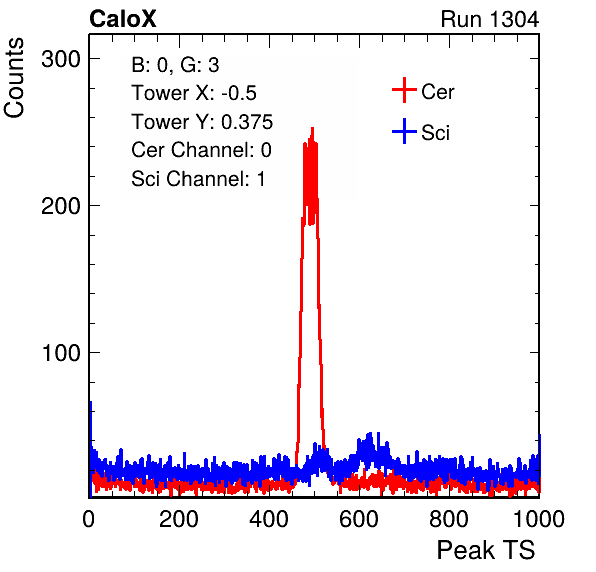 CaloX Run 1304
Counts
300
200
100
B: 0, G: 3
Tower X: -0.5
Tower Y: 0.375
Cer Channel: 0
Sci Channel: 1
Cer
Sci
0 200 400 600 800 1000
Peak TS